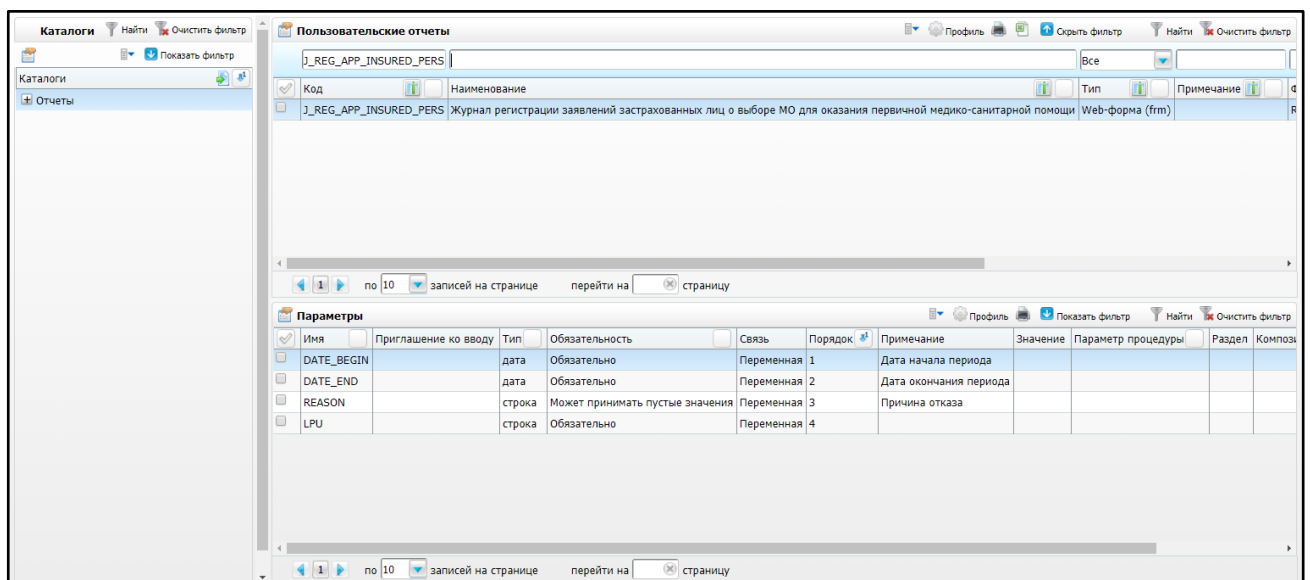 Каталоги Найти Очистить фильтр
Показать фильтр
Каталоги
Отчеты
Пользовательские отчеты Профиль Скрыть фильтр Найти Очистить фильтр
J_REG_APP_INSURED_PERS Все
Код Наименование Тип Примечание
J_REG_APP_INSURED_PERS Журнал регистрации заявлений застрахованных лиц о выборе МО для оказания первичной медико-санитарной помощи Web-форма (frm)
1 по 10 записей на странице перейти на страницу
Параметры Профиль Показать фильтр Найти Очистить фильтр
Имя Приглашение ко вводу Тип Обязательность Связь Порядок Примечание Значение Параметр процедуры Раздел Компози
DATE_BEGIN дата Обязательно Переменная 1 Дата начала периода
DATE_END дата Обязательно Переменная 2 Дата окончания периода
REASON строка Может принимать пустые значения Переменная 3 Причина отказа
LPU строка Обязательно Переменная 4
1 по 10 записей на странице перейти на страницу